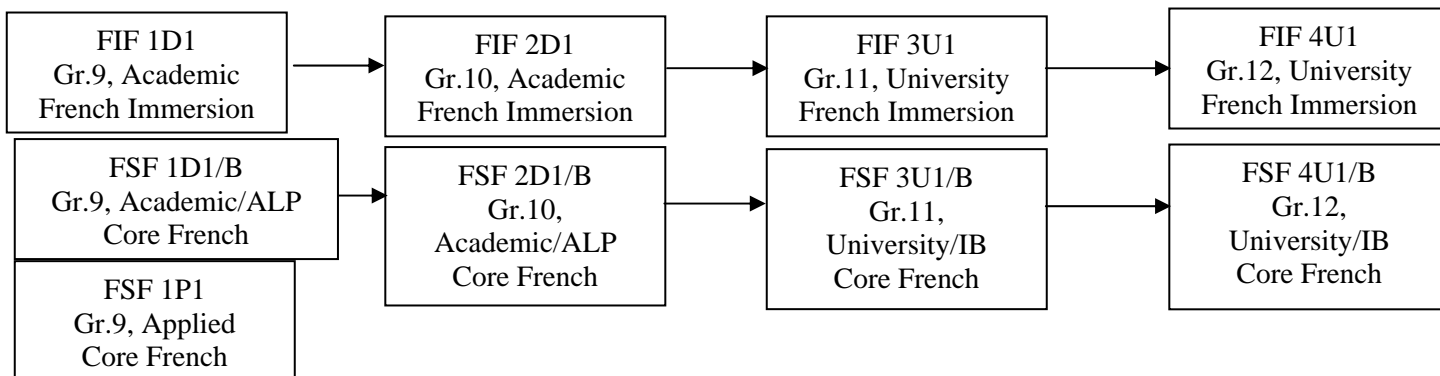 FIF 1D1
Gr.9, Academic
French Immersion
FIF 2D1
Gr.10, Academic
French Immersion
FIF 3U1
Gr.11, University
French Immersion
FIF 4U1
Gr.12, University
French Immersion
FSF 1D1/B
Gr.9, Academic/ALP
Core French
FSF 2D1/B
Gr.10,
Academic/ALP
Core French
FSF 3U1/B
Gr.11,
University/IB
Core French
FSF 4U1/B
Gr.12,
University/IB
Core French
FSF 1P1
Gr.9, Applied
Core French